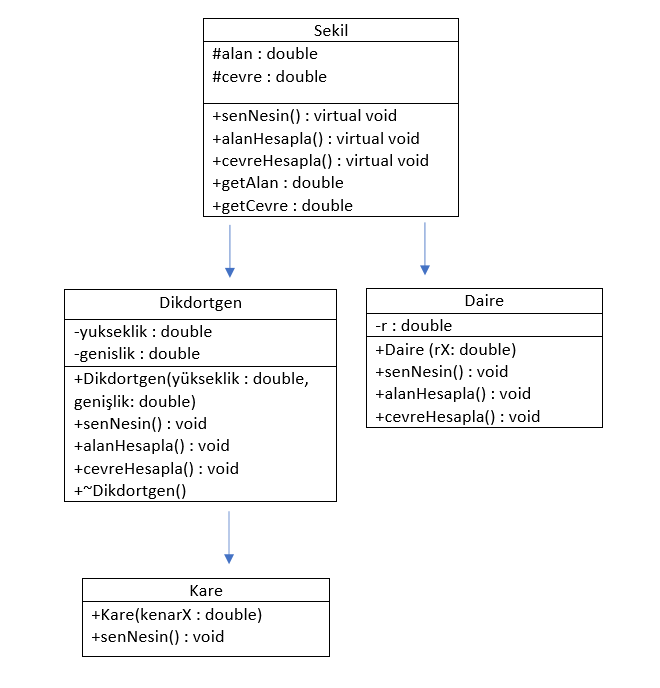 Sekil
#alan : double
#cevre : double
+senNesin() : virtual void
+alanHesapla() : virtual void
+cevreHesapla() : virtual void
+getAlan : double
+getCevre : double
Dikdortgen
-yukseklik : double
-genislik : double
+Dikdortgen(yükseklik : double,
genişlik: double)
+senNesin() : void
+alanHesapla() : void
+cevreHesapla() : void
+~Dikdortgen()
Daire
-r : double
+Daire (rX: double)
+senNesin() : void
+alanHesapla() : void
+cevreHesapla() : void
Kare
+Kare(kenarX : double)
+senNesin() : void